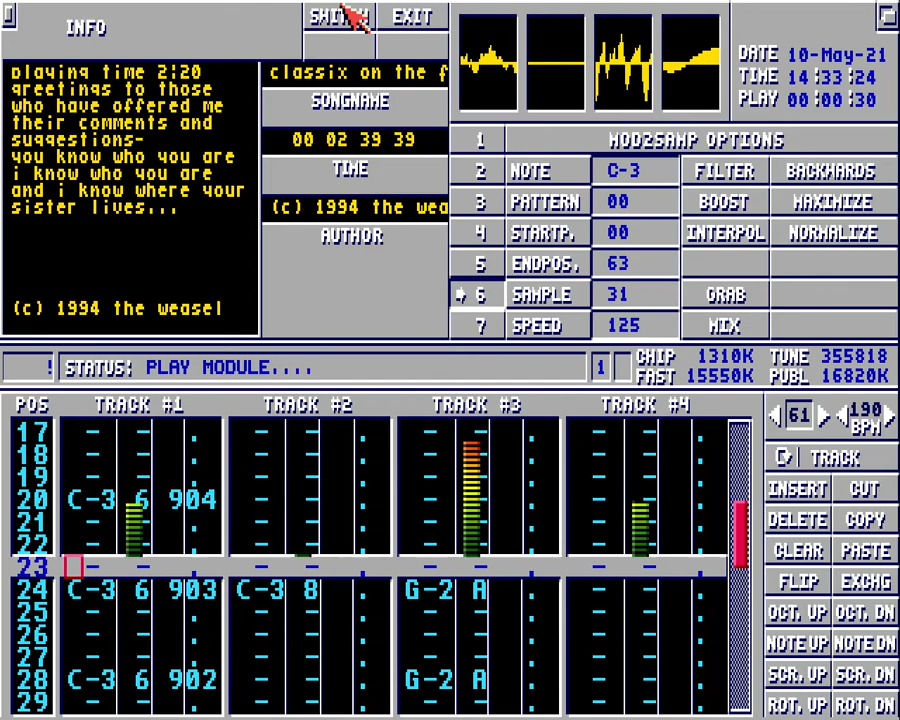 INFO
EXIT
playing time 2:20
greetings to those
who have offered me
their comments and
suggestions-
you know who you are
i know who you are
and i know where your
sister lives...
(c) 1994 the weasel
classix on the f
SONGNAME
00 02 39 39
TIME
(c) 1994 the wea
AUTHOR
DATE 10-May-21
TIME 14:33:24
PLAY 00:00:30
1 MOD2SAMP OPTIONS
2 NOTE C-3 FILTER BACKWARDS
3 PATTERN 00 BOOST MAXIMIZE
4 STARTP. 00 INTERPOL NORMALIZE
5 ENDPOS. 63
6 SAMPLE 31 GRAB
7 SPEED 125 MIX
! STATUS: PLAY MODULE.... 1
CHIP 1310K TUNE 355818
FAST 15550K PUBL 16820K
POS TRACK #1 TRACK #2 TRACK #3 TRACK #4
17 — — . — — . — — . — — .
18 — — . — — . — — . — — .
19 — — . — — . — — . — — .
20 C-3 6 904 — — . — — . — — .
21 — — . — — . — — . — — .
22 — — . — — . — — . — — .
23 — — . — — . — — . — — .
24 C-3 6 903 C-3 8 . G-2 A . — — .
25 — — . — — . — — . — — .
26 — — . — — . — — . — — .
27 — — . — — . — — . — — .
28 C-3 6 902 — — . G-2 A . — — .
29 — — . — — . — — . — — .
61 190 BPM
TRACK
INSERT CUT
DELETE COPY
CLEAR PASTE
FLIP EXCHG
OCT. UP OCT. DN
NOTE UP NOTE DN
SCR. UP SCR. DN
ROT. UP ROT. DN